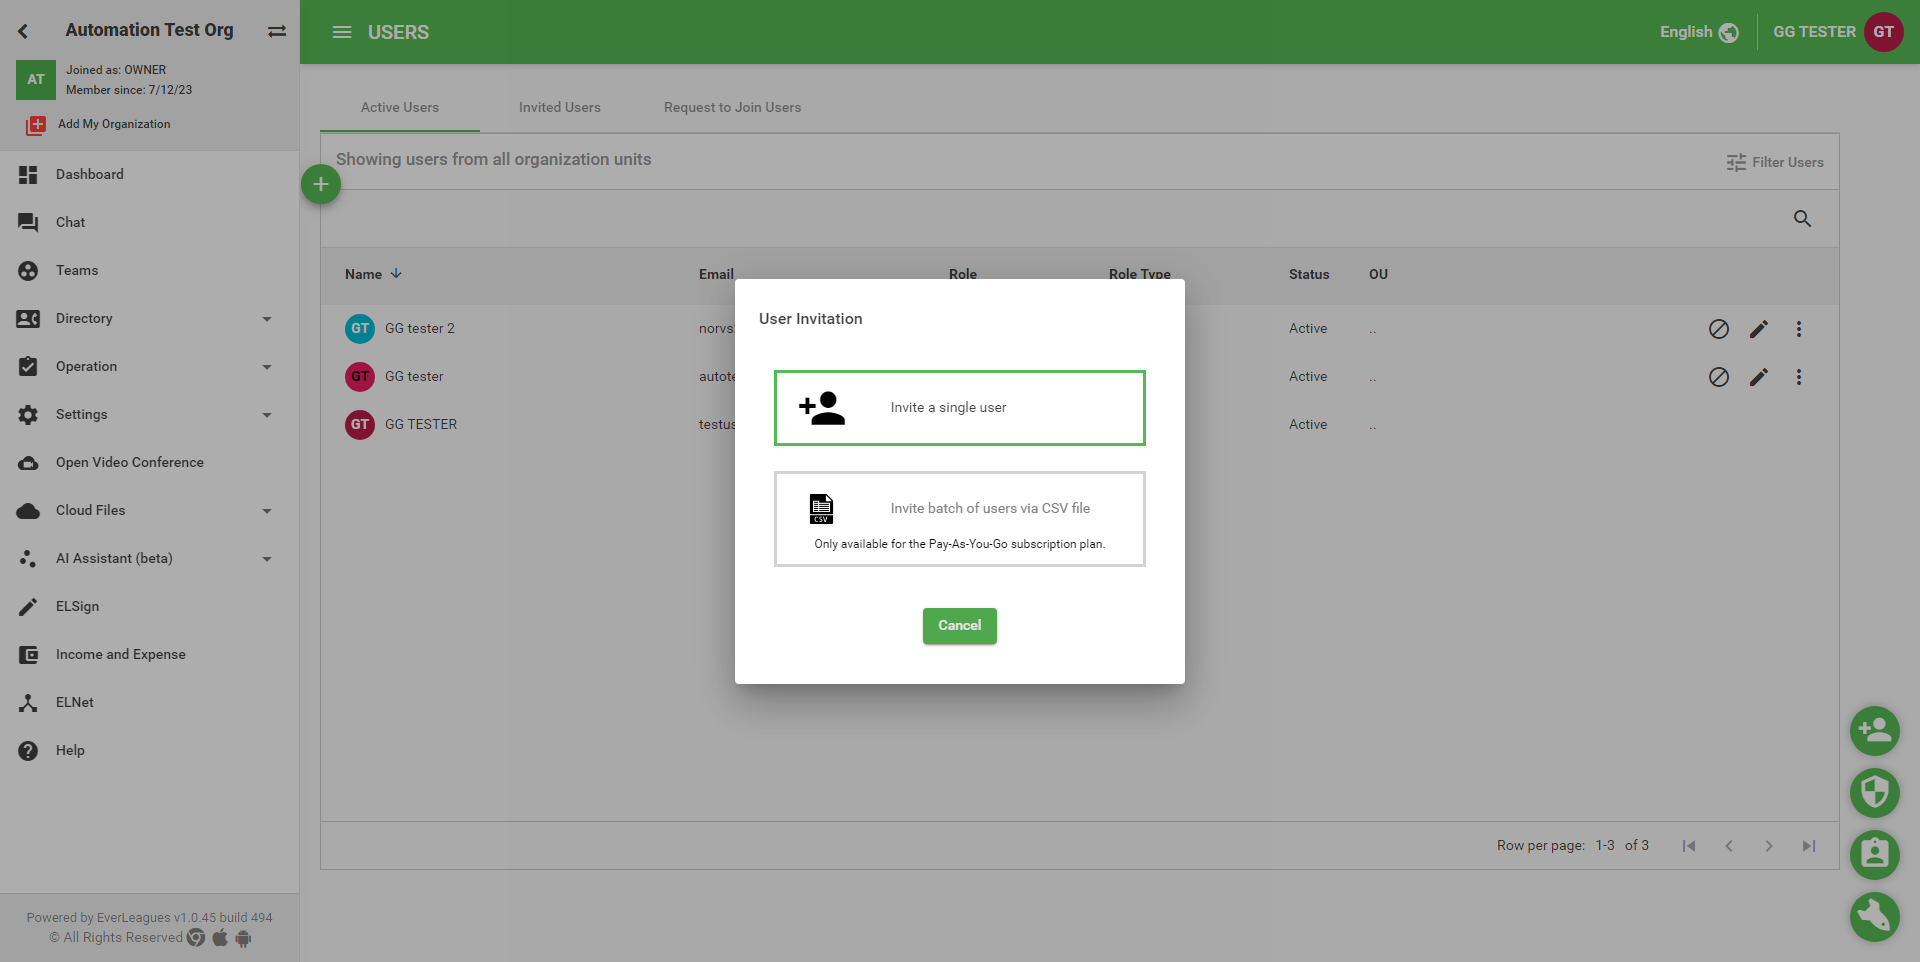 Automation Test Org
AT
Joined as: OWNER
Member since: 7/12/23
Add My Organization
Dashboard
Chat
Teams
Directory
Operation
Settings
Open Video Conference
Cloud Files
AI Assistant (beta)
ELSign
Income and Expense
ELNet
Help
Powered by EverLeagues v1.0.45 build 494
© All Rights Reserved
USERS
English
GG TESTER
GT
Active Users
Invited Users
Request to Join Users
Showing users from all organization units
Filter Users
Name
Email
Role
Role Type
Status
OU
GT
GG tester 2
Active
..
GT
GG tester
Active
..
GT
GG TESTER
Active
..
User Invitation
Invite a single user
CSV
Invite batch of users via CSV file
Only available for the Pay-As-You-Go subscription plan.
Cancel
Row per page: 1-3 of 3